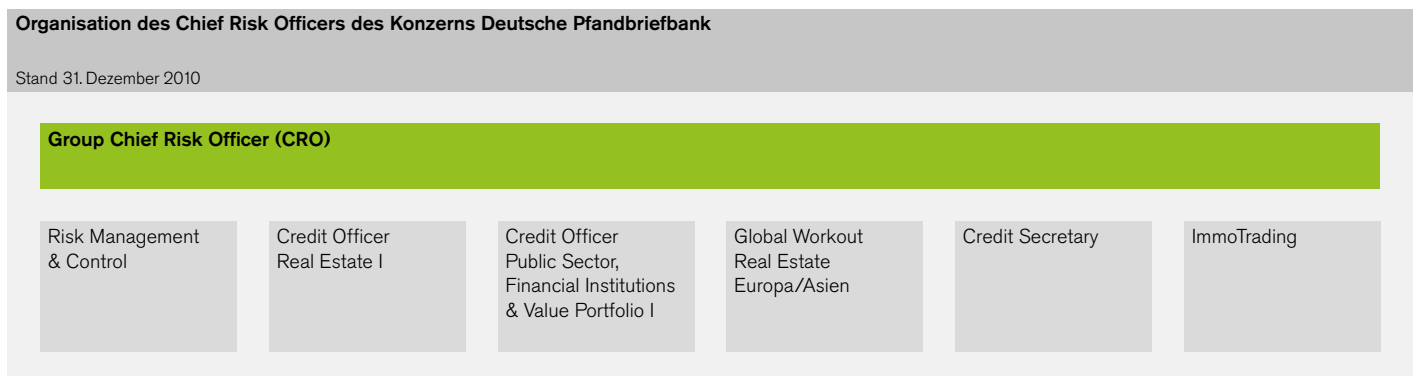 Organisation des Chief Risk Officers des Konzerns Deutsche Pfandbriefbank
Stand 31. Dezember 2010
Group Chief Risk Officer (CRO)
Risk Management
& Control
Credit Officer
Real Estate I
Credit Officer
Public Sector,
Financial Institutions
& Value Portfolio I
Global Workout
Real Estate
Europa/Asien
Credit Secretary
ImmoTrading